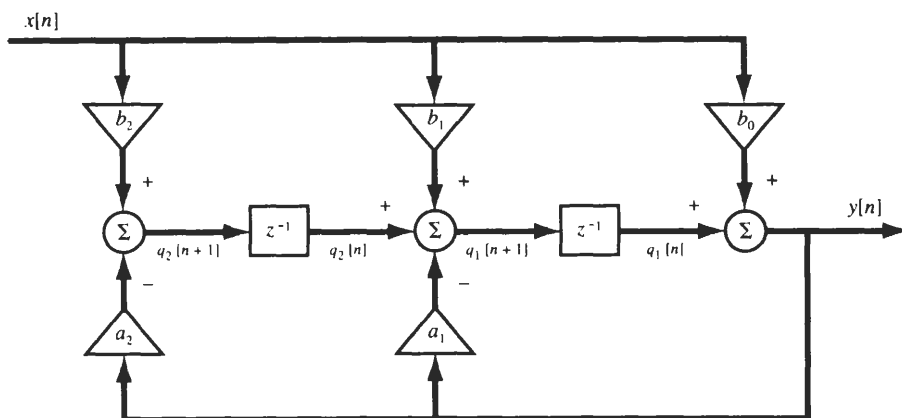 x[n]
b₂ b₁ b₀
+ + +
Σ z⁻¹ + Σ z⁻¹ + Σ y[n]
q₂[n+1] q₂[n] q₁[n+1] q₁[n]
− −
a₂ a₁